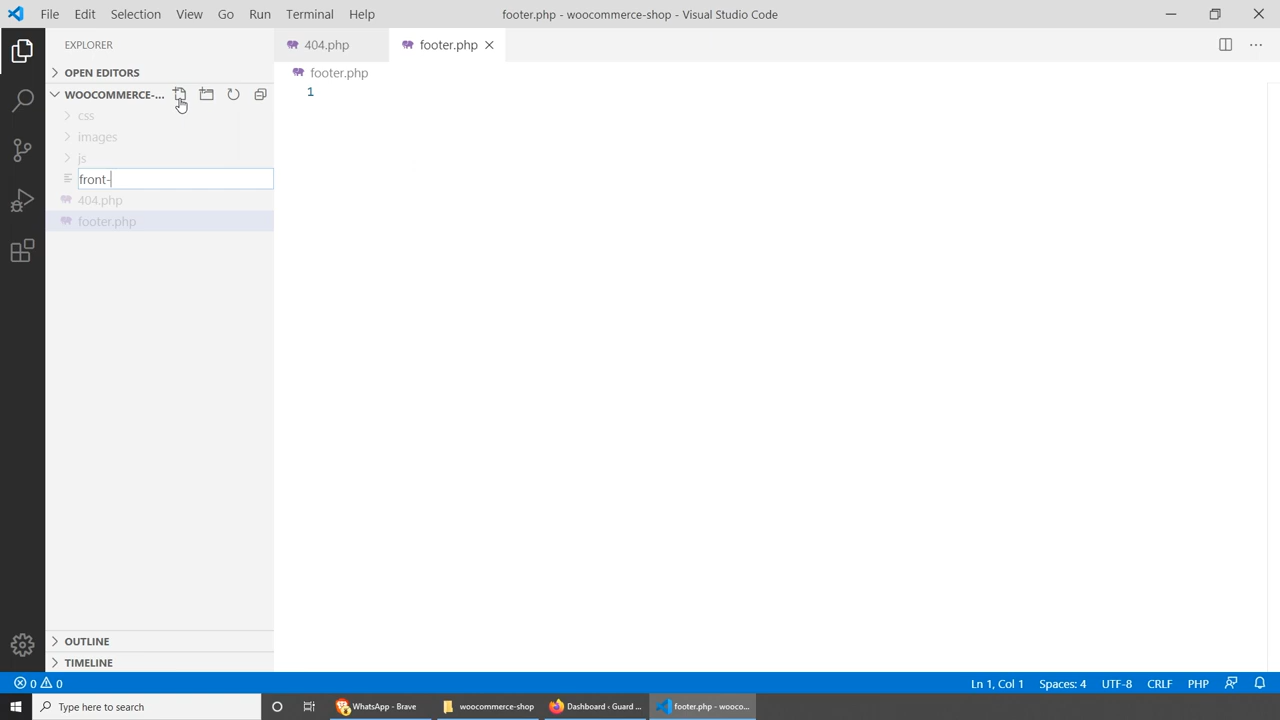 File Edit Selection View Go Run Terminal Help
footer.php - woocommerce-shop - Visual Studio Code
EXPLORER
404.php
footer.php
OPEN EDITORS
footer.php
WOOCOMMERCE-...
1
css
images
js
front-
404.php
footer.php
OUTLINE
TIMELINE
0 0
Ln 1, Col 1 Spaces: 4 UTF-8 CRLF PHP
Type here to search
WhatsApp - Brave
woocommerce-shop
Dashboard ‹ Guard ...
footer.php - wooco...